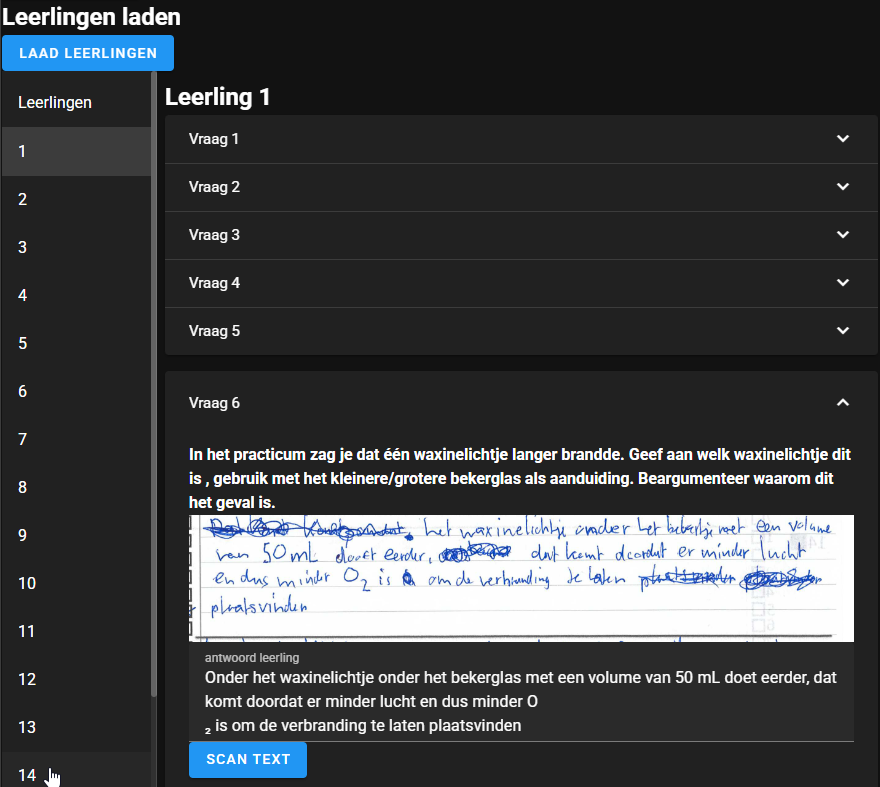 Leerlingen laden
LAAD LEERLINGEN
Leerlingen
1
2
3
4
5
6
7
8
9
10
11
12
13
14
Leerling 1
Vraag 1
Vraag 2
Vraag 3
Vraag 4
Vraag 5
Vraag 6
In het practicum zag je dat één waxinelichtje langer brandde. Geef aan welk waxinelichtje dit
is , gebruik met het kleinere/grotere bekerglas als aanduiding. Beargumenteer waarom dit
het geval is.
het waxinelichtje onder het bekertje met een volume
van 50 mL dooft eerder, dat komt doordat er minder lucht
en dus minder O₂ is om de verbranding te laten
plaatsvinden
antwoord leerling
Onder het waxinelichtje onder het bekerglas met een volume van 50 mL doet eerder, dat
komt doordat er minder lucht en dus minder O
₂ is om de verbranding te laten plaatsvinden
SCAN TEXT